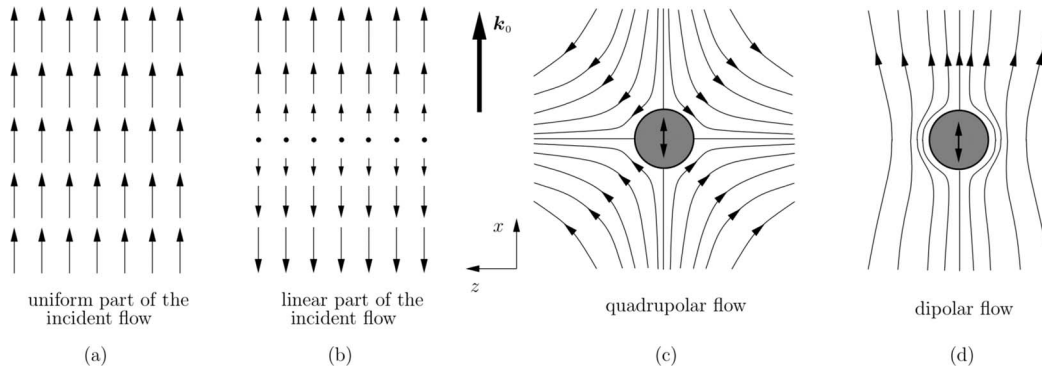 k₀
x
z
uniform part of the
incident flow
linear part of the
incident flow
quadrupolar flow
dipolar flow
(a)
(b)
(c)
(d)